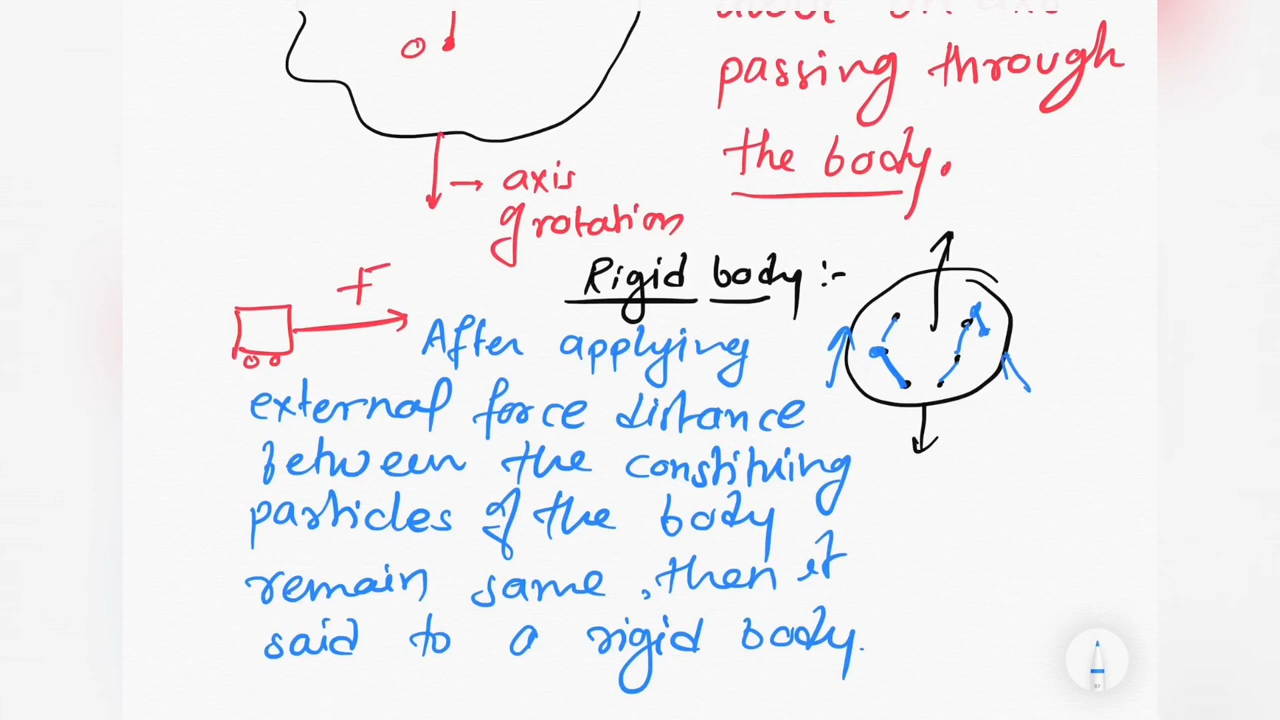 passing through
the body.
O
→ axis
of rotation
F
Rigid body :-
After applying
external force distance
between the constituing
particles of the body
remain same, then it
said to a rigid body.